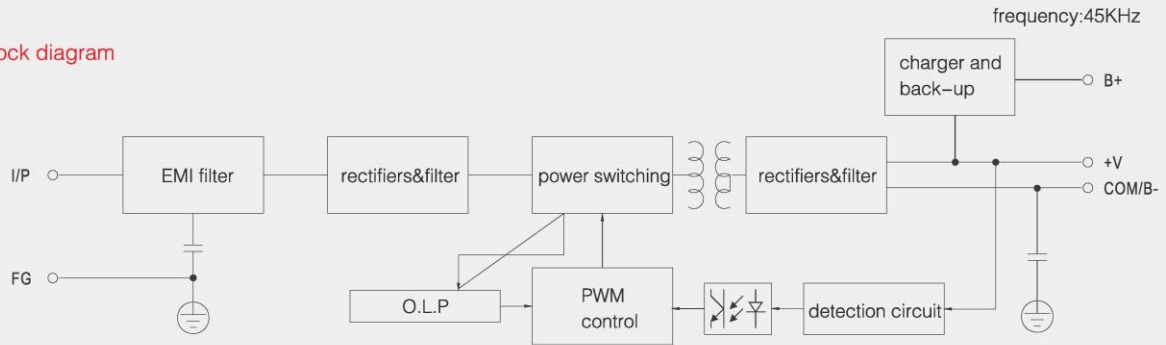 frequency:45KHz
ock diagram
charger and
back-up
B+
I/P
EMI filter
rectifiers&filter
power switching
rectifiers&filter
+V
COM/B-
FG
O.L.P
PWM
control
detection circuit